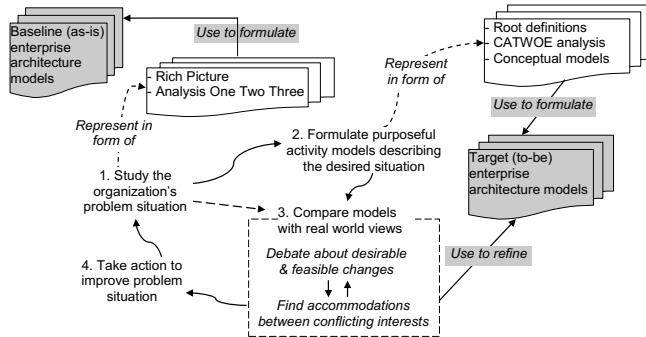 Baseline (as-is)
enterprise
architecture
models
Use to formulate
- Rich Picture
- Analysis One Two Three
Represent in
form of
Represent
in form of
- Root definitions
- CATWOE analysis
- Conceptual models
Use to formulate
Target (to-be)
enterprise
architecture models
Use to refine
1. Study the
organization's
problem situation
2. Formulate purposeful
activity models describing
the desired situation
3. Compare models
with real world views
Debate about desirable
& feasible changes
Find accommodations
between conflicting interests
4. Take action to
improve problem
situation